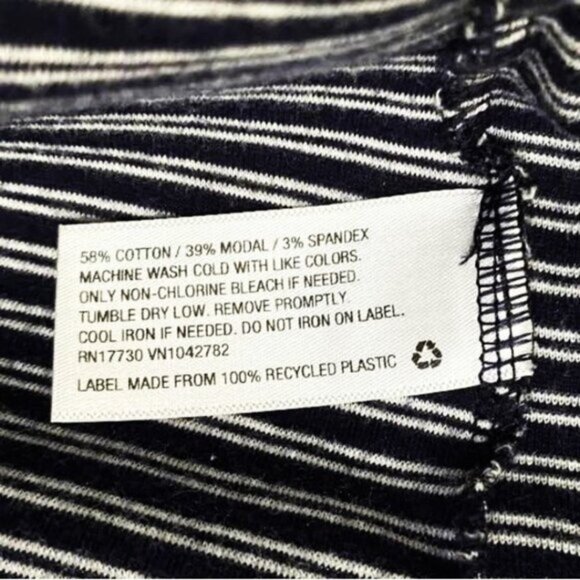 58% COTTON / 39% MODAL / 3% SPANDEX
MACHINE WASH COLD WITH LIKE COLORS.
ONLY NON-CHLORINE BLEACH IF NEEDED.
TUMBLE DRY LOW. REMOVE PROMPTLY.
COOL IRON IF NEEDED. DO NOT IRON ON LABEL.
RN17730 VN1042782
LABEL MADE FROM 100% RECYCLED PLASTIC